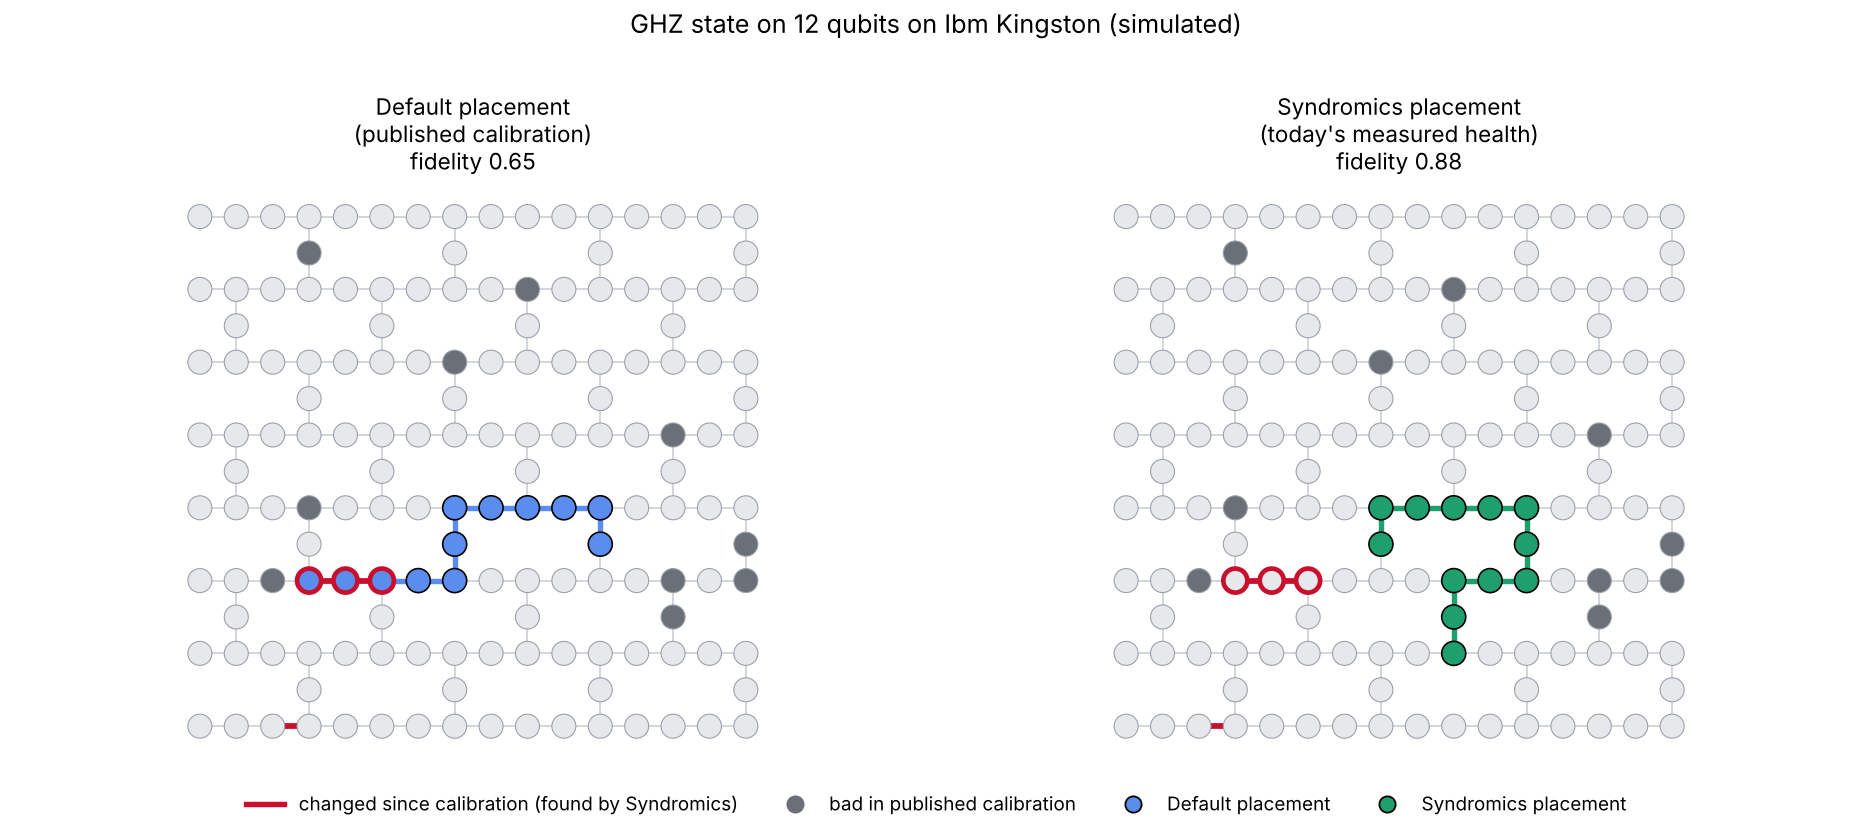 GHZ state on 12 qubits on Ibm Kingston (simulated)
Default placement
(published calibration)
fidelity 0.65
Syndromics placement
(today's measured health)
fidelity 0.88
changed since calibration (found by Syndromics)
bad in published calibration
Default placement
Syndromics placement